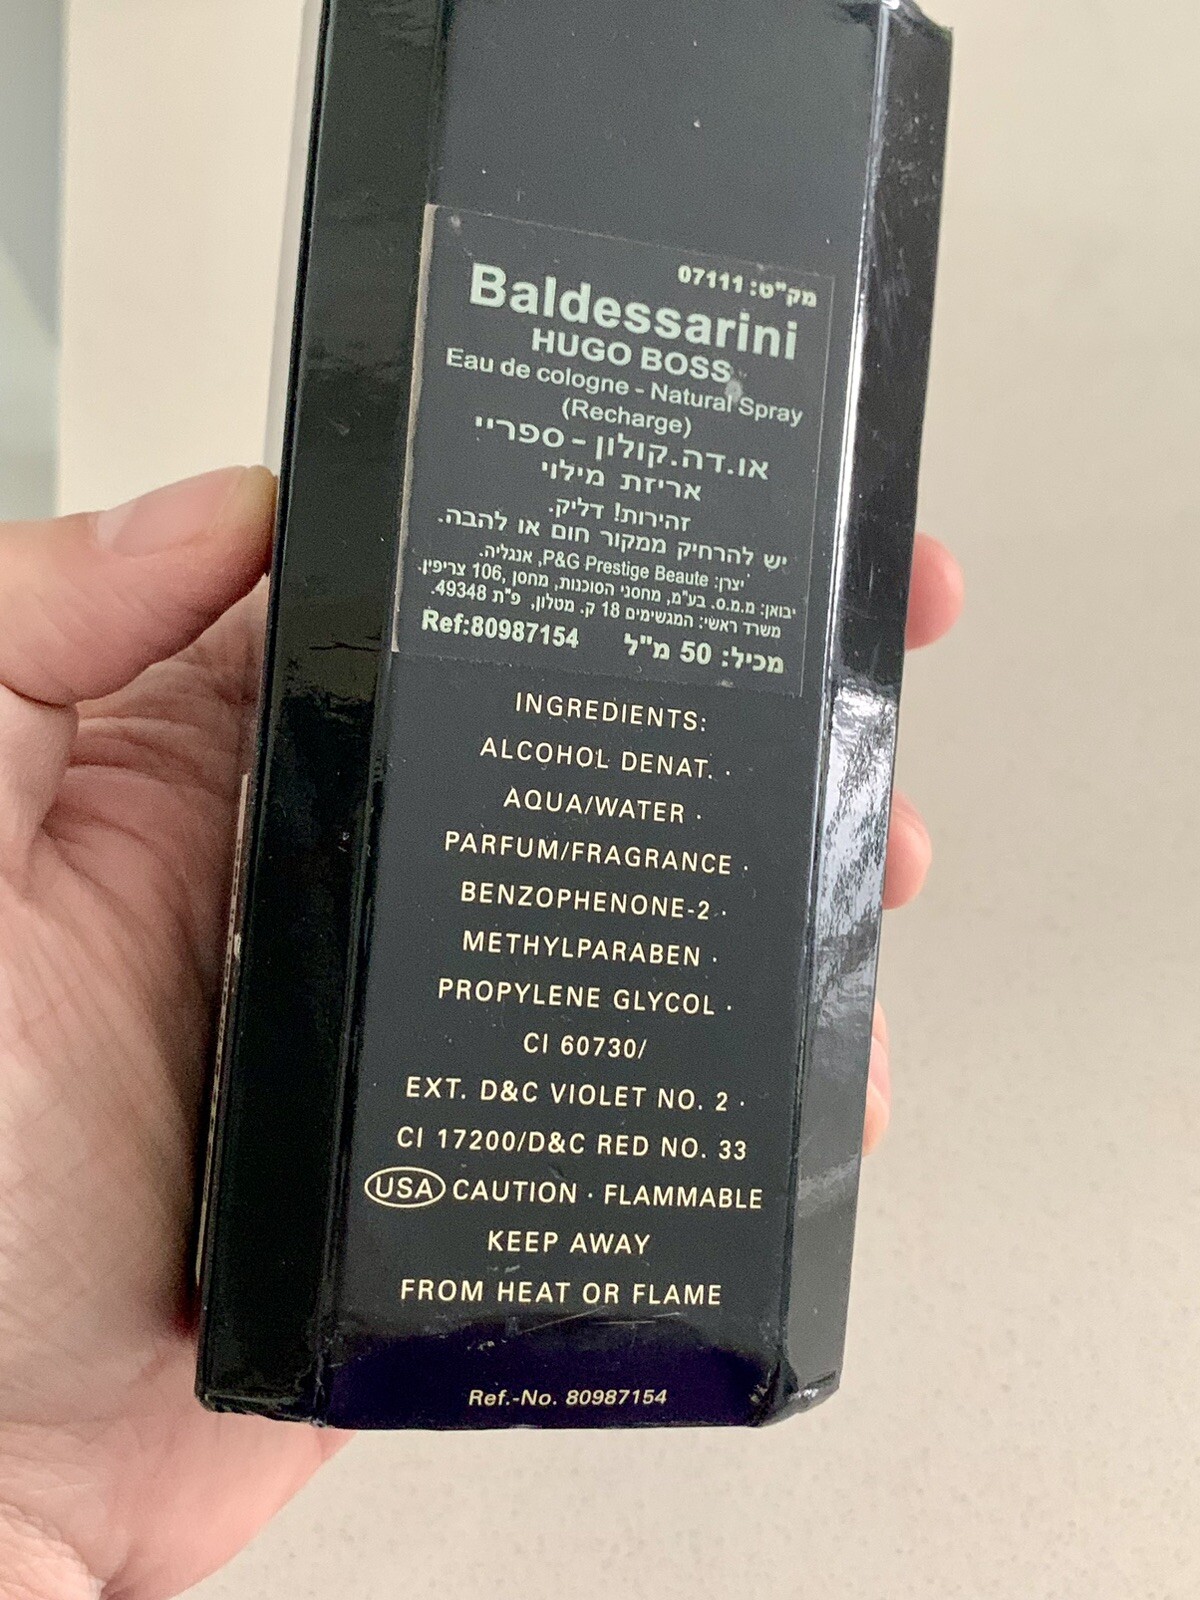 מק"ט: 07111
Baldessarini
HUGO BOSS
Eau de cologne - Natural Spray
(Recharge)
או.דה.קולון - ספריי
אריזת מילוי
זהירות! דליק.
יש להרחיק ממקור חום או להבה.
יצרן: P&G Prestige Beaute, אנגליה.
יבואן: מ.מ.ס. בע"מ, מחסני הסוכנות, מחסן 106, צריפין.
משרד ראשי: המגשימים 18 ק. מטלון, פ"ת 49348.
מכיל: 50 מ"ל Ref:80987154
INGREDIENTS:
ALCOHOL DENAT. ·
AQUA/WATER ·
PARFUM/FRAGRANCE ·
BENZOPHENONE-2 ·
METHYLPARABEN ·
PROPYLENE GLYCOL ·
CI 60730/
EXT. D&C VIOLET NO. 2 ·
CI 17200/D&C RED NO. 33
USA CAUTION · FLAMMABLE
KEEP AWAY
FROM HEAT OR FLAME
Ref.-No. 80987154